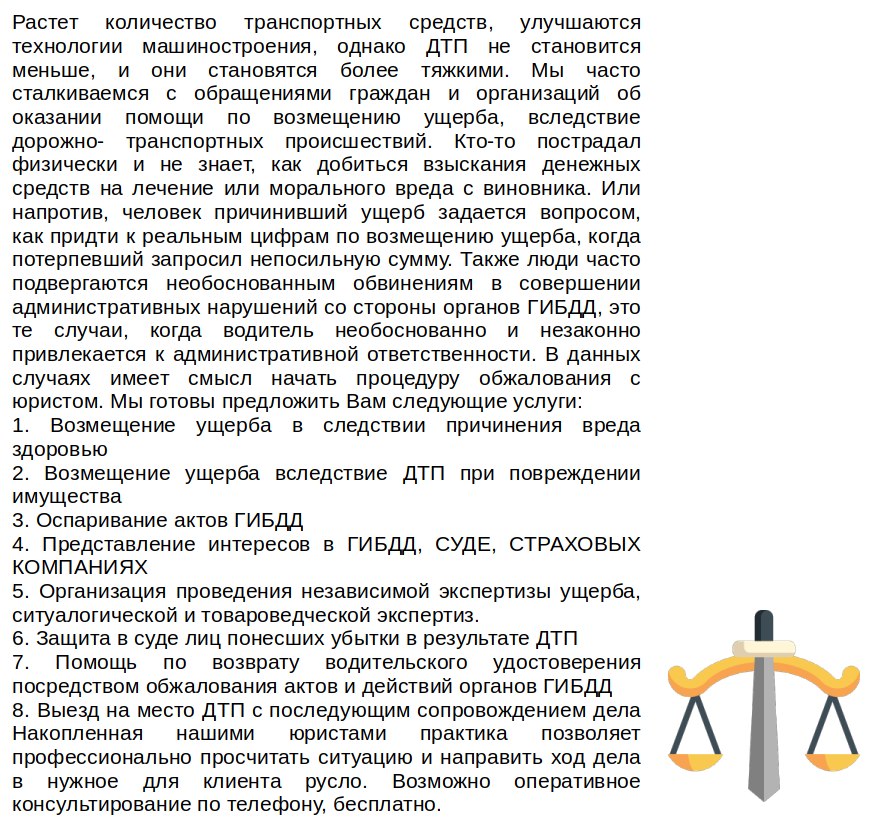 Растет количество транспортных средств, улучшаются
технологии машиностроения, однако ДТП не становится
меньше, и они становятся более тяжкими. Мы часто
сталкиваемся с обращениями граждан и организаций об
оказании помощи по возмещению ущерба, вследствие
дорожно- транспортных происшествий. Кто-то пострадал
физически и не знает, как добиться взыскания денежных
средств на лечение или морального вреда с виновника. Или
напротив, человек причинивший ущерб задается вопросом,
как придти к реальным цифрам по возмещению ущерба, когда
потерпевший запросил непосильную сумму. Также люди часто
подвергаются необоснованным обвинениям в совершении
административных нарушений со стороны органов ГИБДД, это
те случаи, когда водитель необоснованно и незаконно
привлекается к административной ответственности. В данных
случаях имеет смысл начать процедуру обжалования с
юристом. Мы готовы предложить Вам следующие услуги:
1. Возмещение ущерба в следствии причинения вреда
здоровью
2. Возмещение ущерба вследствие ДТП при повреждении
имущества
3. Оспаривание актов ГИБДД
4. Представление интересов в ГИБДД, СУДЕ, СТРАХОВЫХ
КОМПАНИЯХ
5. Организация проведения независимой экспертизы ущерба,
ситуалогической и товароведческой экспертиз.
6. Защита в суде лиц понесших убытки в результате ДТП
7. Помощь по возврату водительского удостоверения
посредством обжалования актов и действий органов ГИБДД
8. Выезд на место ДТП с последующим сопровождением дела
Накопленная нашими юристами практика позволяет
профессионально просчитать ситуацию и направить ход дела
в нужное для клиента русло. Возможно оперативное
консультирование по телефону, бесплатно.